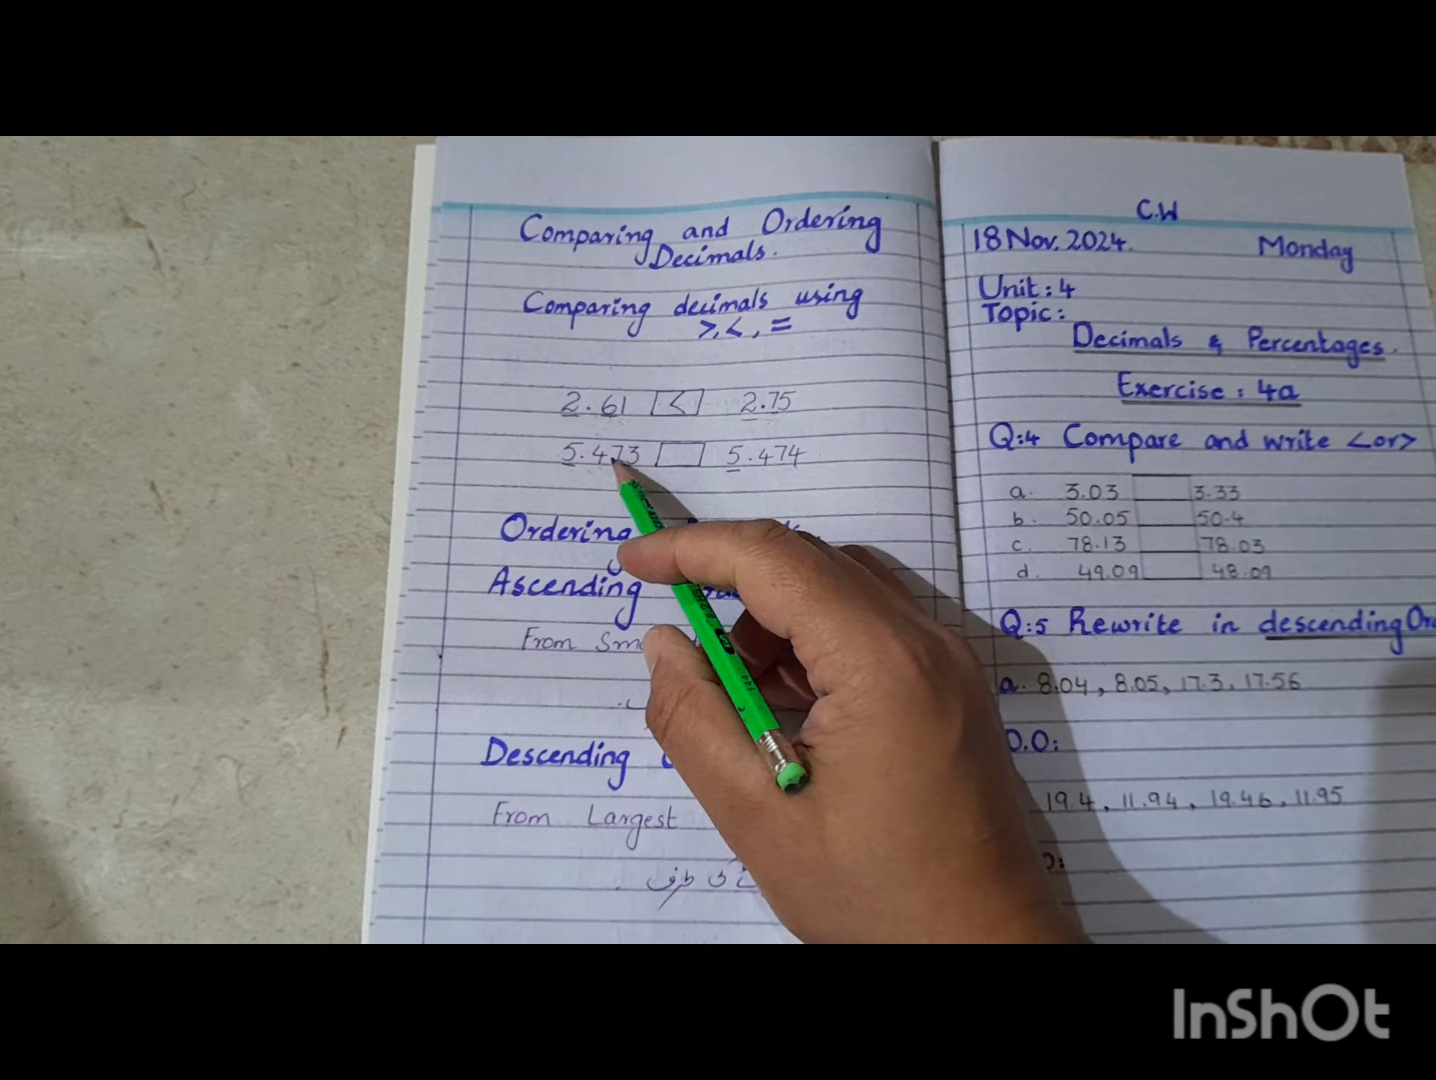 Comparing and Ordering
Decimals.
Comparing decimals using
>, <, =
2.61 < 2.75
5.473 5.474
Ordering
Ascending
From
Descending
From Largest
کی طرف
C.W
18 Nov. 2024. Monday
Unit: 4
Topic:
Decimals & Percentages.
Exercise: 4a
Q:4 Compare and write <or>
a. 3.03 3.33
b. 50.05 50.4
c. 78.13 78.03
d. 49.09 48.09
Q:5 Rewrite in descending
a. 8.04, 8.05, 17.3, 17.56
D.O:
19.4, 11.94, 19.46, 11.95
InShOt